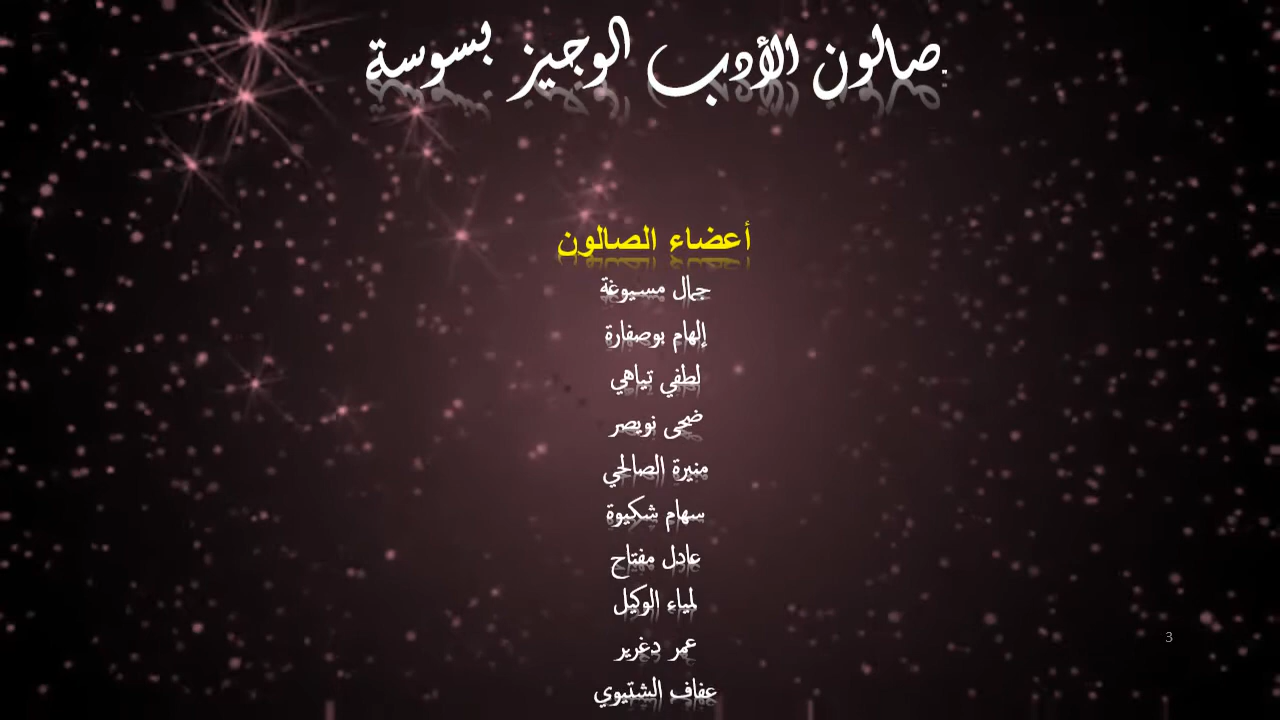 صالون الأدب الوجيز بسوسة
أعضاء الصالون
جمال مسيوغة
إلهام بوصفارة
لطفي تياهي
ضحى نويصر
منيرة الصالحي
سهام شكيوة
عادل مفتاح
لمياء الوكيل
عمر دغرير
عفاف الشتيوي
3